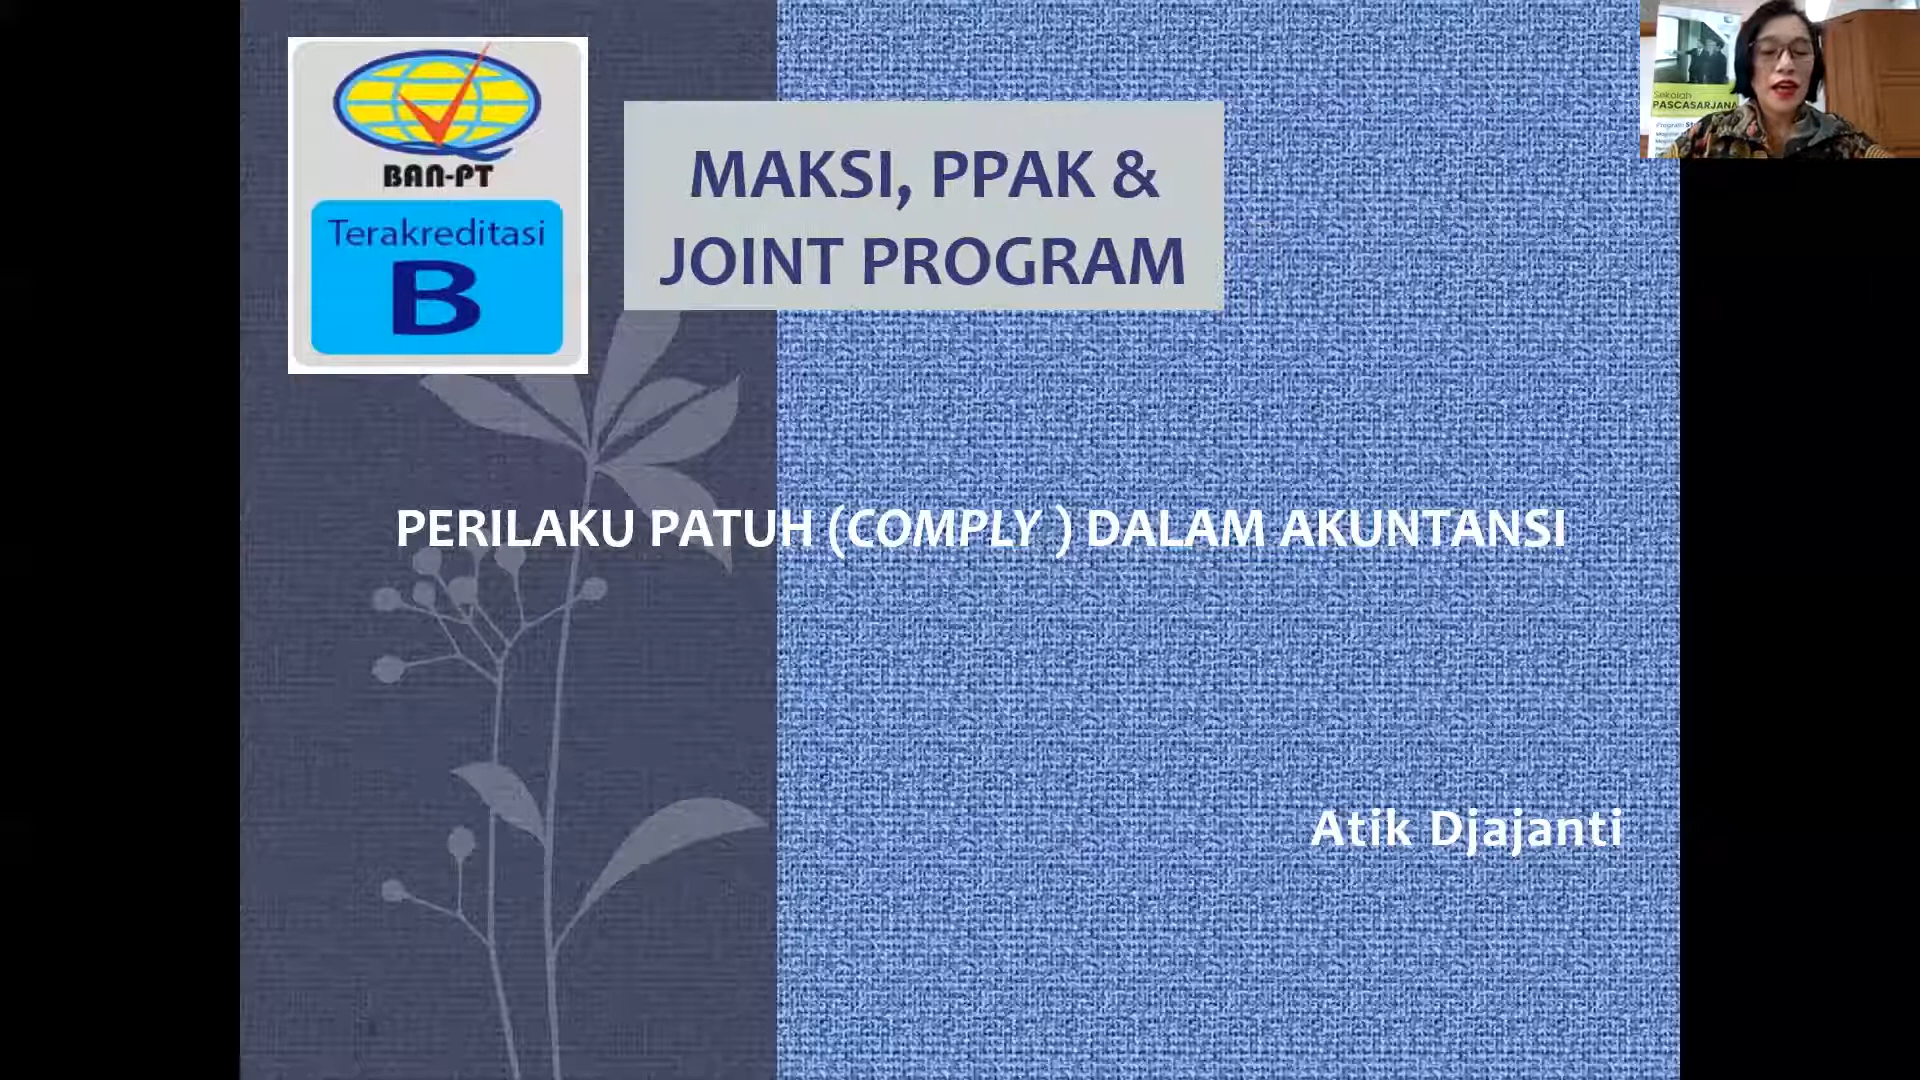 BAN-PT
Terakreditasi
B
MAKSI, PPAK &
JOINT PROGRAM
PERILAKU PATUH (COMPLY ) DALAM AKUNTANSI
Atik Djajanti
Sekolah
PASCASARJANA